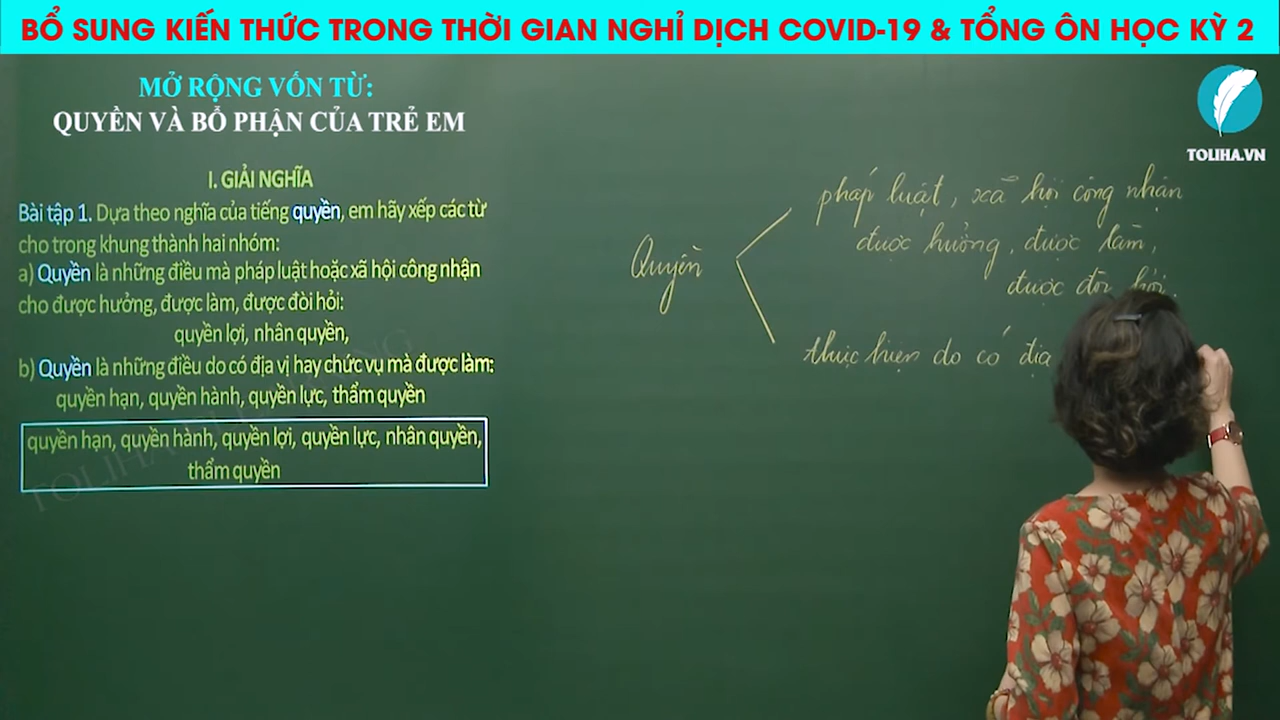 BỔ SUNG KIẾN THỨC TRONG THỜI GIAN NGHỈ DỊCH COVID-19 & TỔNG ÔN HỌC KỲ 2
MỞ RỘNG VỐN TỪ:
QUYỀN VÀ BỔ PHẬN CỦA TRẺ EM
I. GIẢI NGHĨA
Bài tập 1. Dựa theo nghĩa của tiếng quyền, em hãy xếp các từ
cho trong khung thành hai nhóm:
a) Quyền là những điều mà pháp luật hoặc xã hội công nhận
cho được hưởng, được làm, được đòi hỏi:
quyền lợi, nhân quyền,
b) Quyền là những điều do có địa vị hay chức vụ mà được làm:
quyền hạn, quyền hành, quyền lực, thẩm quyền
quyền hạn, quyền hành, quyền lợi, quyền lực, nhân quyền,
thẩm quyền
TOLIHA.VN
pháp luật, xã hội công nhận
được hưởng, được làm,
được đòi hỏi.
Quyền
thực hiện do có địa